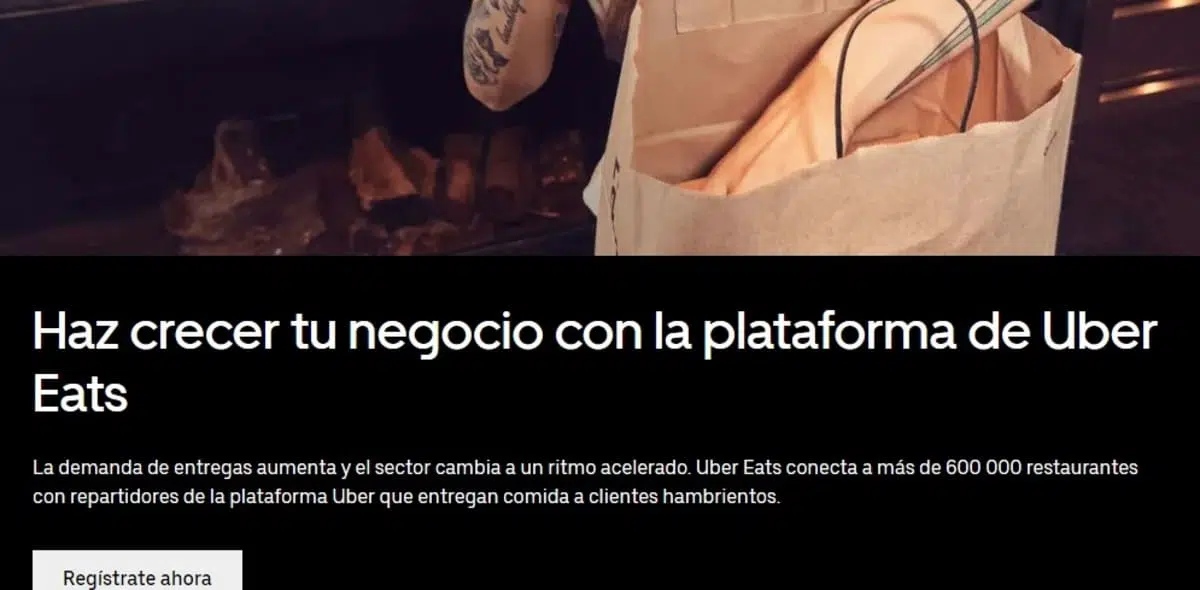 Haz crecer tu negocio con la plataforma de Uber
Eats
La demanda de entregas aumenta y el sector cambia a un ritmo acelerado. Uber Eats conecta a más de 600 000 restaurantes
con repartidores de la plataforma Uber que entregan comida a clientes hambrientos.
Regístrate ahora